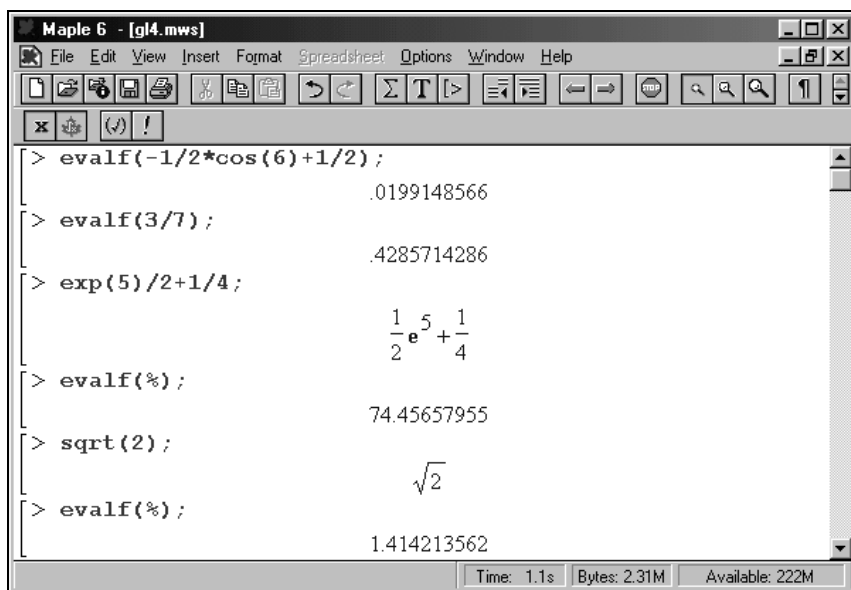 Maple 6 - [gl4.mws]
File Edit View Insert Format Spreadsheet Options Window Help
Σ T [> STOP ¶
x (√) !
[> evalf(-1/2*cos(6)+1/2);
.0199148566
[> evalf(3/7);
.4285714286
[> exp(5)/2+1/4;
1/2 e^5 + 1/4
[> evalf(%);
74.45657955
[> sqrt(2);
√2
[> evalf(%);
1.414213562
Time: 1.1s Bytes: 2.31M Available: 222M